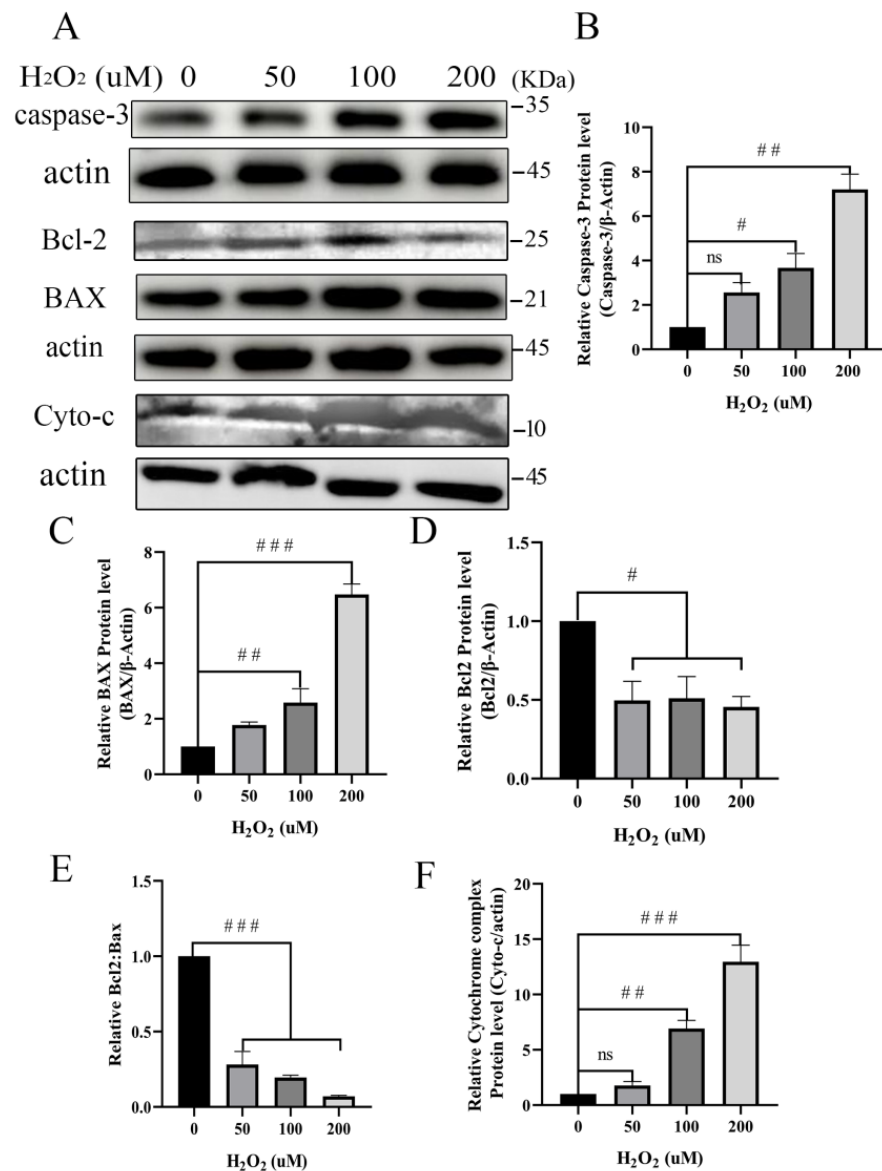 A
H2O2 (uM) 0 50 100 200 (KDa)
caspase-3 –35
actin –45
Bcl-2 –25
BAX –21
actin –45
Cyto-c –10
actin –45
B
Relative Caspase-3 Protein level
(Caspase-3/β-Actin)
10
8
6
4
2
0
# #
#
ns
0 50 100 200
H2O2 (uM)
C
Relative BAX Protein level
(BAX/β-Actin)
8
6
4
2
0
# # #
# #
0 50 100 200
H2O2 (uM)
D
Relative Bcl2 Protein level
(Bcl2/β-Actin)
1.5
1.0
0.5
0.0
#
0 50 100 200
H2O2 (uM)
E
Relative Bcl2:Bax
1.5
1.0
0.5
0.0
# # #
0 50 100 200
H2O2 (uM)
F
Relative Cytochrome complex
Protein level (Cyto-c/actin)
20
15
10
5
0
# # #
# #
ns
0 50 100 200
H2O2 (uM)